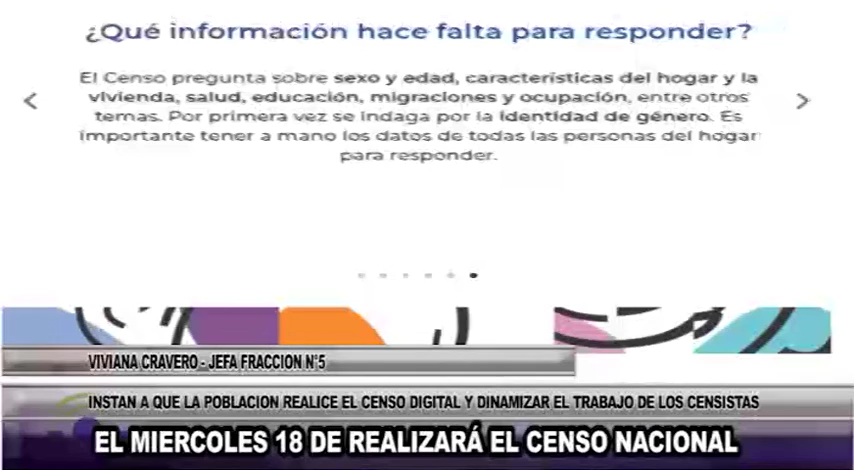 ¿Qué información hace falta para responder?
El Censo pregunta sobre sexo y edad, características del hogar y la
vivienda, salud, educación, migraciones y ocupación, entre otros
temas. Por primera vez se indaga por la identidad de género. Es
importante tener a mano los datos de todas las personas del hogar
para responder.
VIVIANA CRAVERO - JEFA FRACCION N°5
INSTAN A QUE LA POBLACION REALICE EL CENSO DIGITAL Y DINAMIZAR EL TRABAJO DE LOS CENSISTAS
EL MIERCOLES 18 DE REALIZARÁ EL CENSO NACIONAL